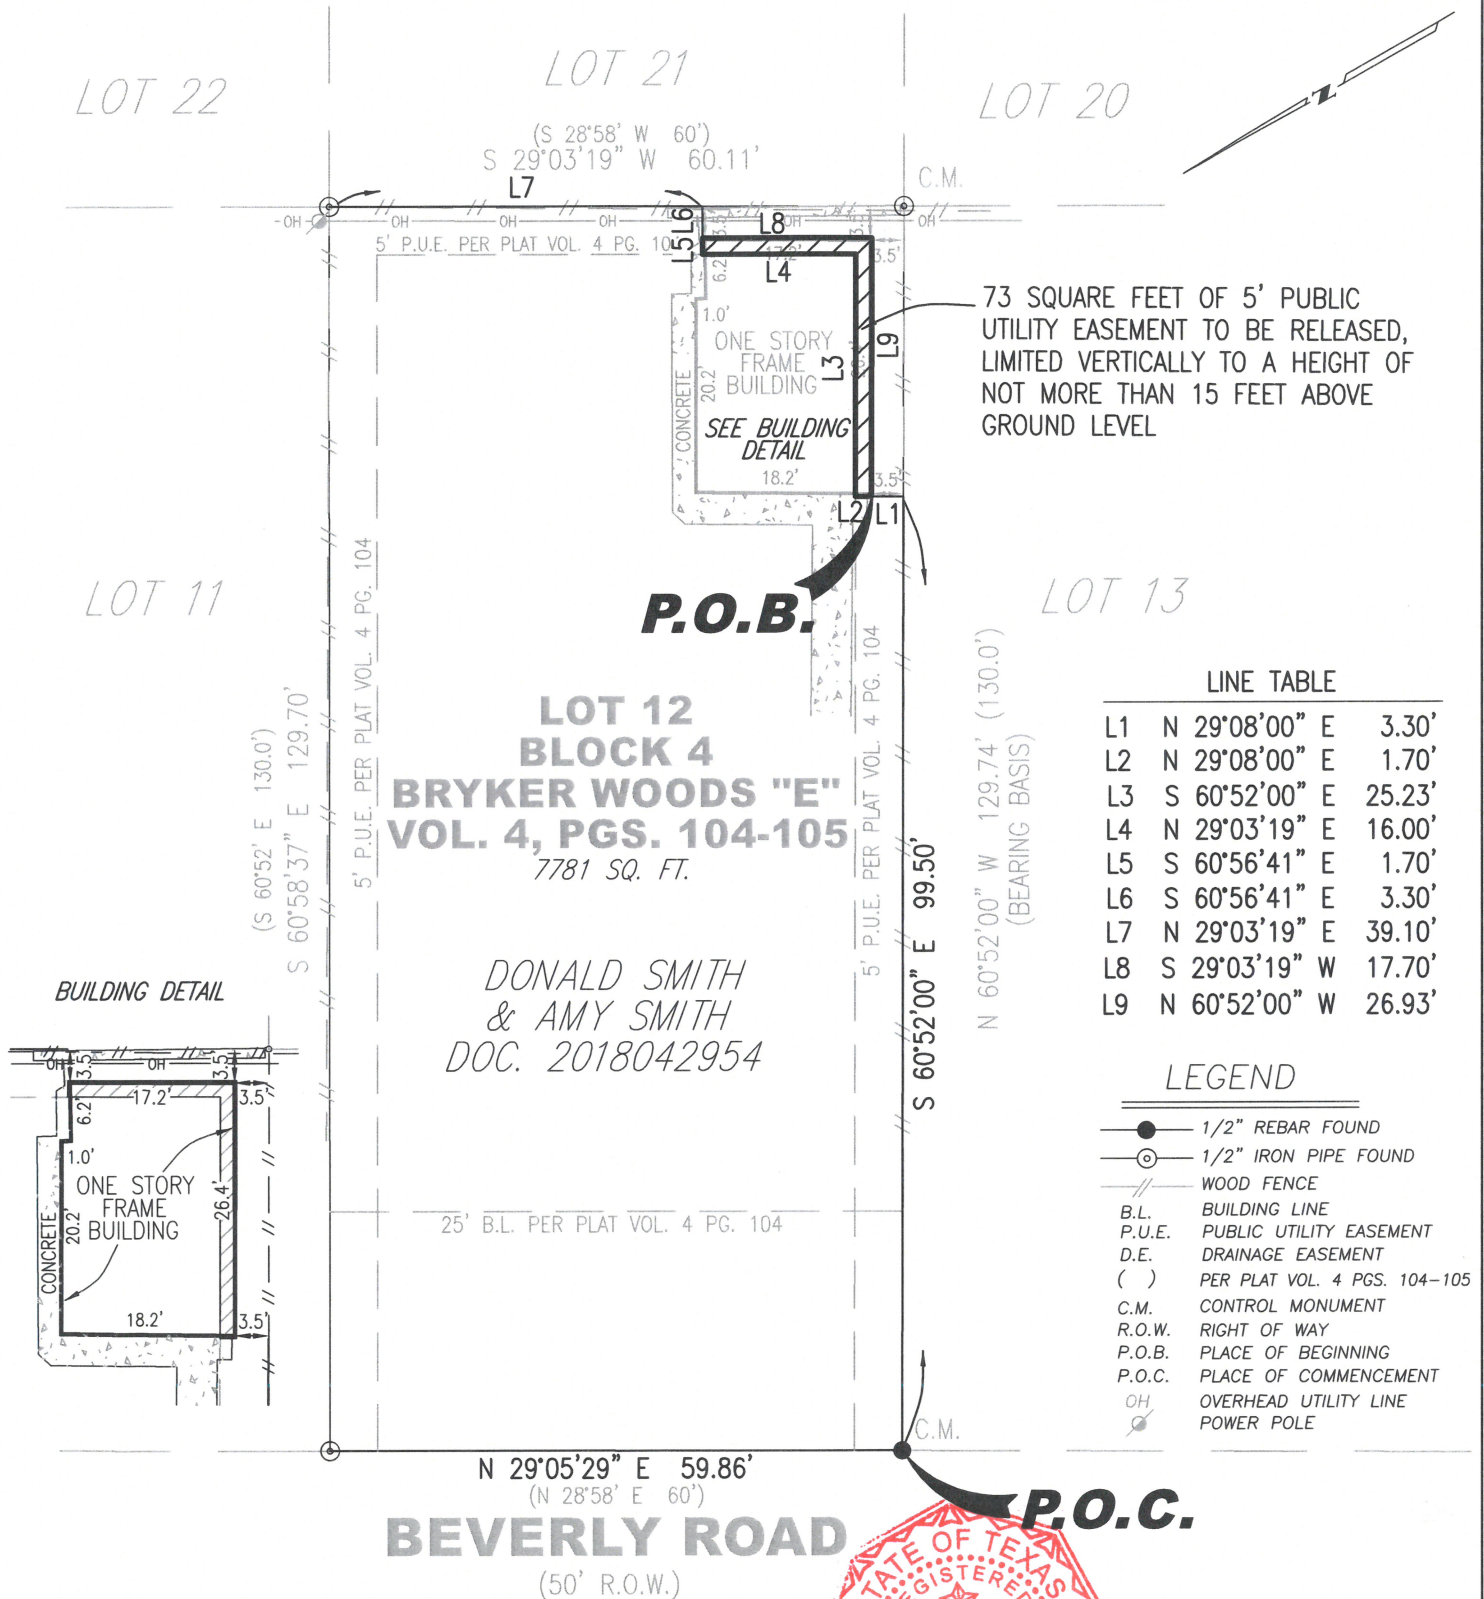 LOT 22
LOT 21
LOT 20
(S 28°58' W 60')
S 29°03'19" W 60.11'
C.M.
L7
OH
OH
OH
OH
OH
OH
5' P.U.E. PER PLAT VOL. 4 PG. 10
L6
L5
3.5
L8
3.5'
17.2'
L4
6.2'
1.0'
ONE STORY
FRAME
BUILDING
L3
L9
CONCRETE
20.2'
SEE BUILDING
DETAIL
18.2'
3.5'
L2
L1
73 SQUARE FEET OF 5' PUBLIC
UTILITY EASEMENT TO BE RELEASED,
LIMITED VERTICALLY TO A HEIGHT OF
NOT MORE THAN 15 FEET ABOVE
GROUND LEVEL
LOT 11
P.O.B.
LOT 13
5' P.U.E. PER PLAT VOL. 4 PG. 104
5' P.U.E. PER PLAT VOL. 4 PG. 104
(S 60°52' E 130.0')
S 60°58'37" E 129.70'
N 60°52'00" W 129.74' (130.0')
(BEARING BASIS)
S 60°52'00" E 99.50'
LOT 12
BLOCK 4
BRYKER WOODS "E"
VOL. 4, PGS. 104-105
7781 SQ. FT.
DONALD SMITH
& AMY SMITH
DOC. 2018042954
LINE TABLE
L1 N 29°08'00" E 3.30'
L2 N 29°08'00" E 1.70'
L3 S 60°52'00" E 25.23'
L4 N 29°03'19" E 16.00'
L5 S 60°56'41" E 1.70'
L6 S 60°56'41" E 3.30'
L7 N 29°03'19" E 39.10'
L8 S 29°03'19" W 17.70'
L9 N 60°52'00" W 26.93'
BUILDING DETAIL
OH
OH
3.5
3.5
17.2'
3.5'
6.2'
1.0'
ONE STORY
FRAME
BUILDING
26.4'
20.2'
CONCRETE
18.2'
3.5'
LEGEND
1/2" REBAR FOUND
1/2" IRON PIPE FOUND
WOOD FENCE
B.L. BUILDING LINE
P.U.E. PUBLIC UTILITY EASEMENT
D.E. DRAINAGE EASEMENT
( ) PER PLAT VOL. 4 PGS. 104-105
C.M. CONTROL MONUMENT
R.O.W. RIGHT OF WAY
P.O.B. PLACE OF BEGINNING
P.O.C. PLACE OF COMMENCEMENT
OH OVERHEAD UTILITY LINE
POWER POLE
25' B.L. PER PLAT VOL. 4 PG. 104
C.M.
N 29°05'29" E 59.86'
(N 28°58' E 60')
BEVERLY ROAD
(50' R.O.W.)
P.O.C.
TATE OF TEXAS
EGISTERED
N